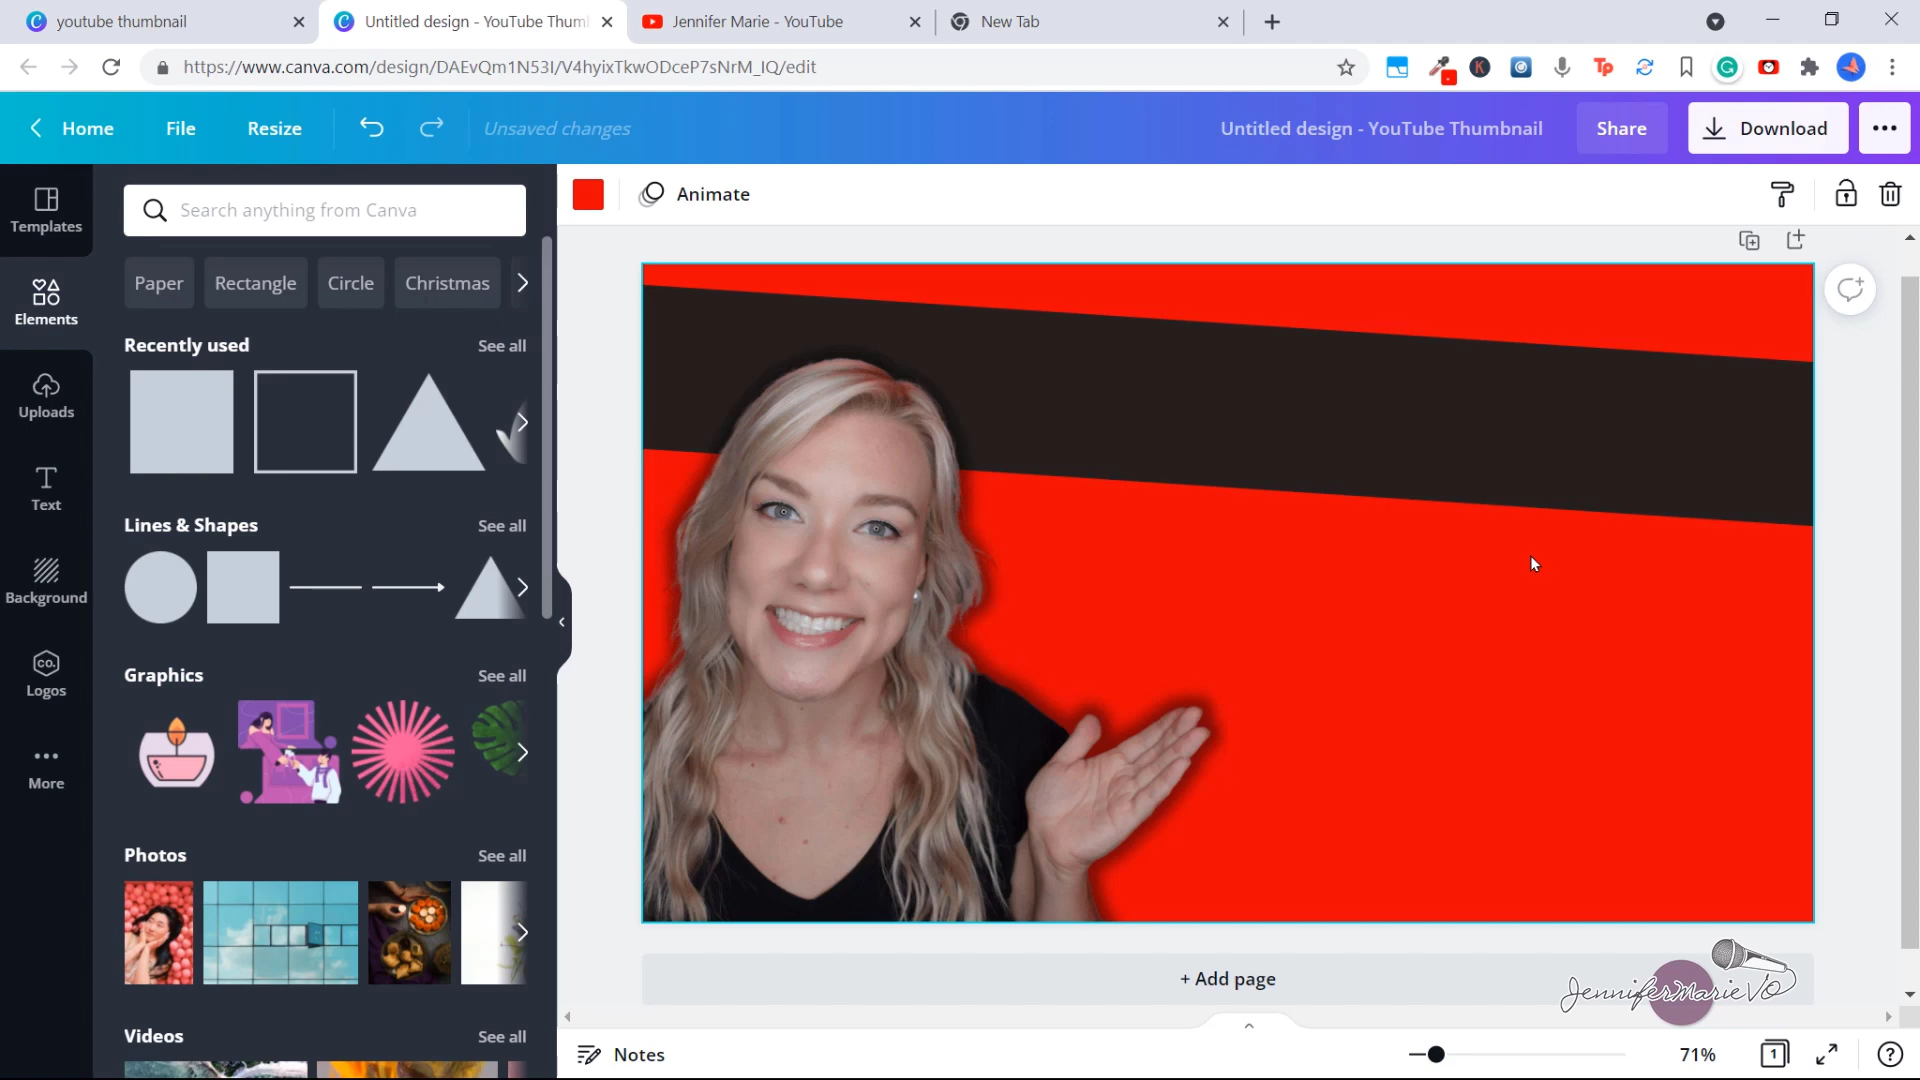 youtube thumbnail
Untitled design - YouTube Thum
Jennifer Marie - YouTube
New Tab
https://www.canva.com/design/DAEvQm1N53I/V4hyixTkwODceP7sNrM_IQ/edit
Home
File
Resize
Unsaved changes
Untitled design - YouTube Thumbnail
Share
Download
Templates
Elements
Uploads
Text
Background
CO.
Logos
More
Search anything from Canva
Paper
Rectangle
Circle
Christmas
Recently used
See all
Lines & Shapes
See all
Graphics
See all
Photos
See all
Videos
See all
Animate
+ Add page
JenniferMarieVO
Notes
71%
1